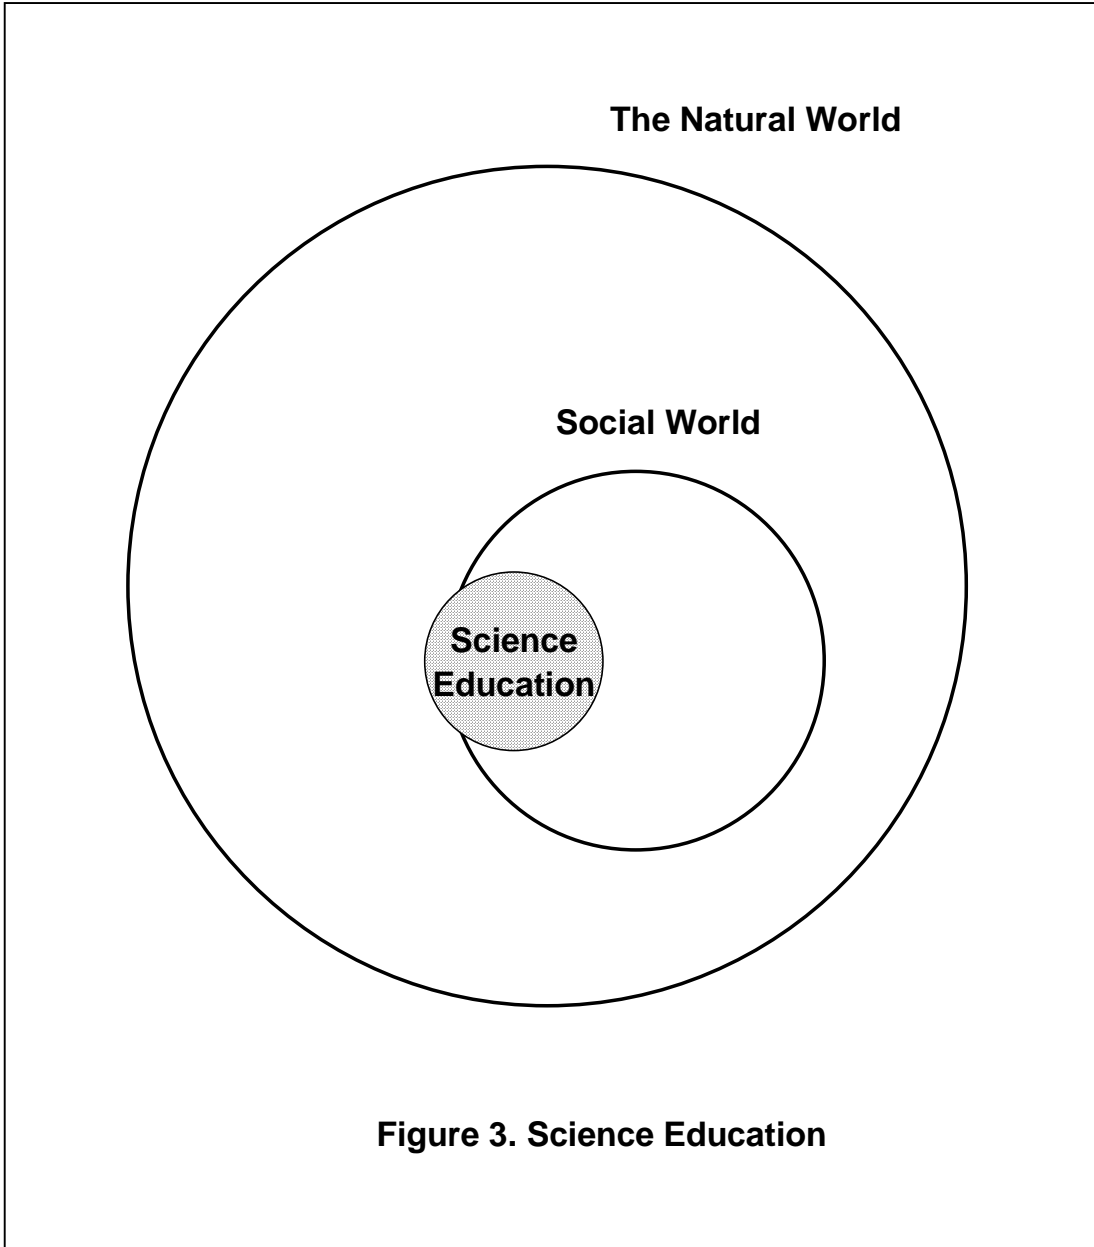 The Natural World
Social World
Science
Education
Figure 3. Science Education